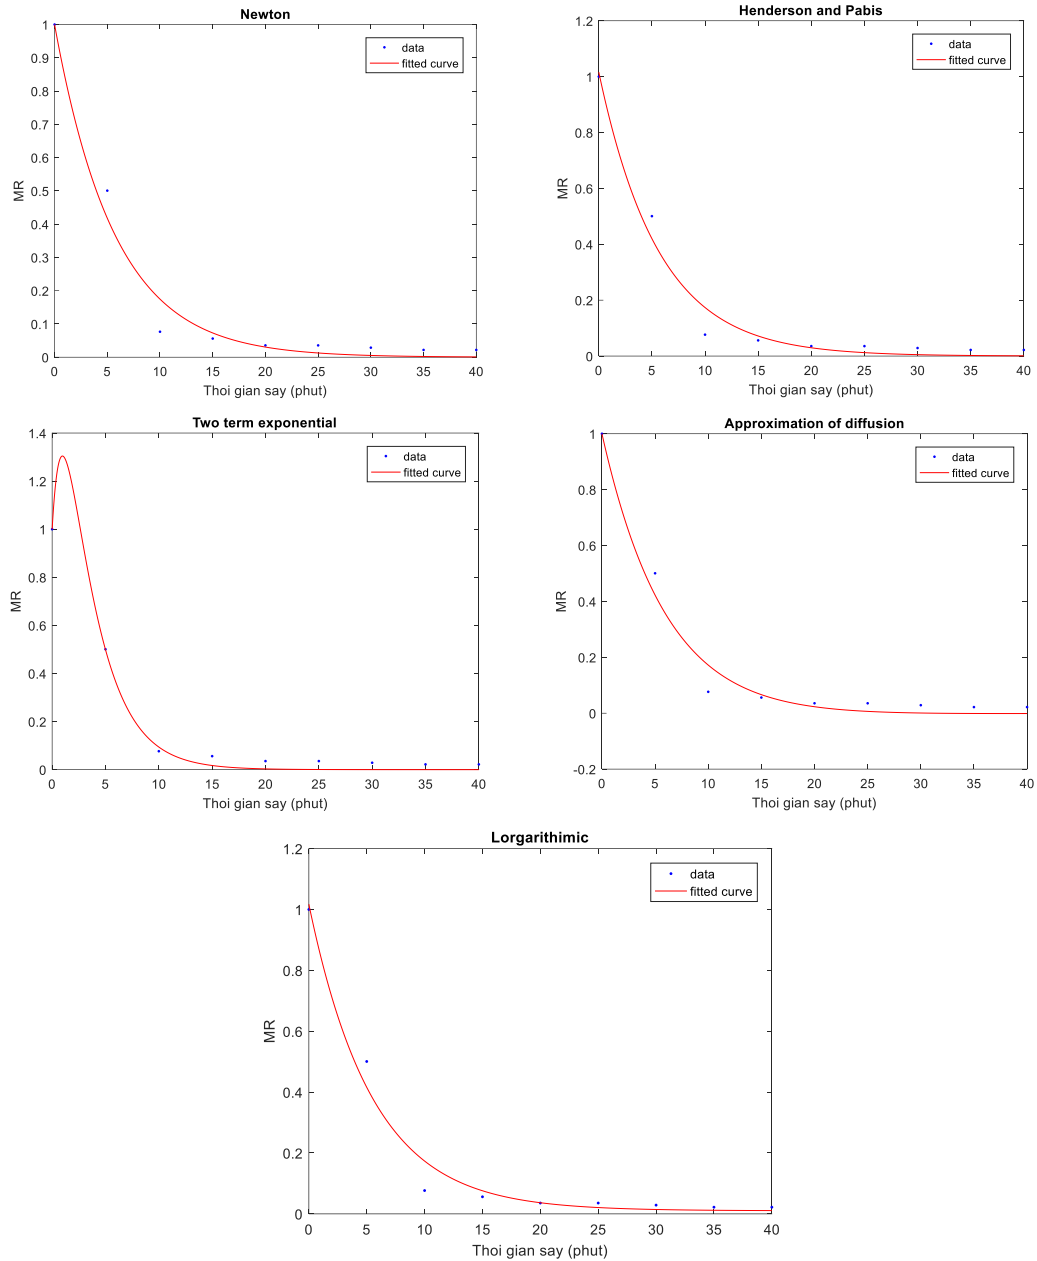 Newton
1
0.9
0.8
0.7
0.6
0.5
0.4
0.3
0.2
0.1
0
MR
data
fitted curve
0 5 10 15 20 25 30 35 40
Thoi gian say (phut)
Henderson and Pabis
1.2
1
0.8
0.6
0.4
0.2
0
MR
data
fitted curve
0 5 10 15 20 25 30 35 40
Thoi gian say (phut)
Two term exponential
1.4
1.2
1
0.8
0.6
0.4
0.2
0
MR
data
fitted curve
0 5 10 15 20 25 30 35 40
Thoi gian say (phut)
Approximation of diffusion
1
0.8
0.6
0.4
0.2
0
-0.2
MR
data
fitted curve
0 5 10 15 20 25 30 35 40
Thoi gian say (phut)
Lorgarithimic
1.2
1
0.8
0.6
0.4
0.2
0
MR
data
fitted curve
0 5 10 15 20 25 30 35 40
Thoi gian say (phut)